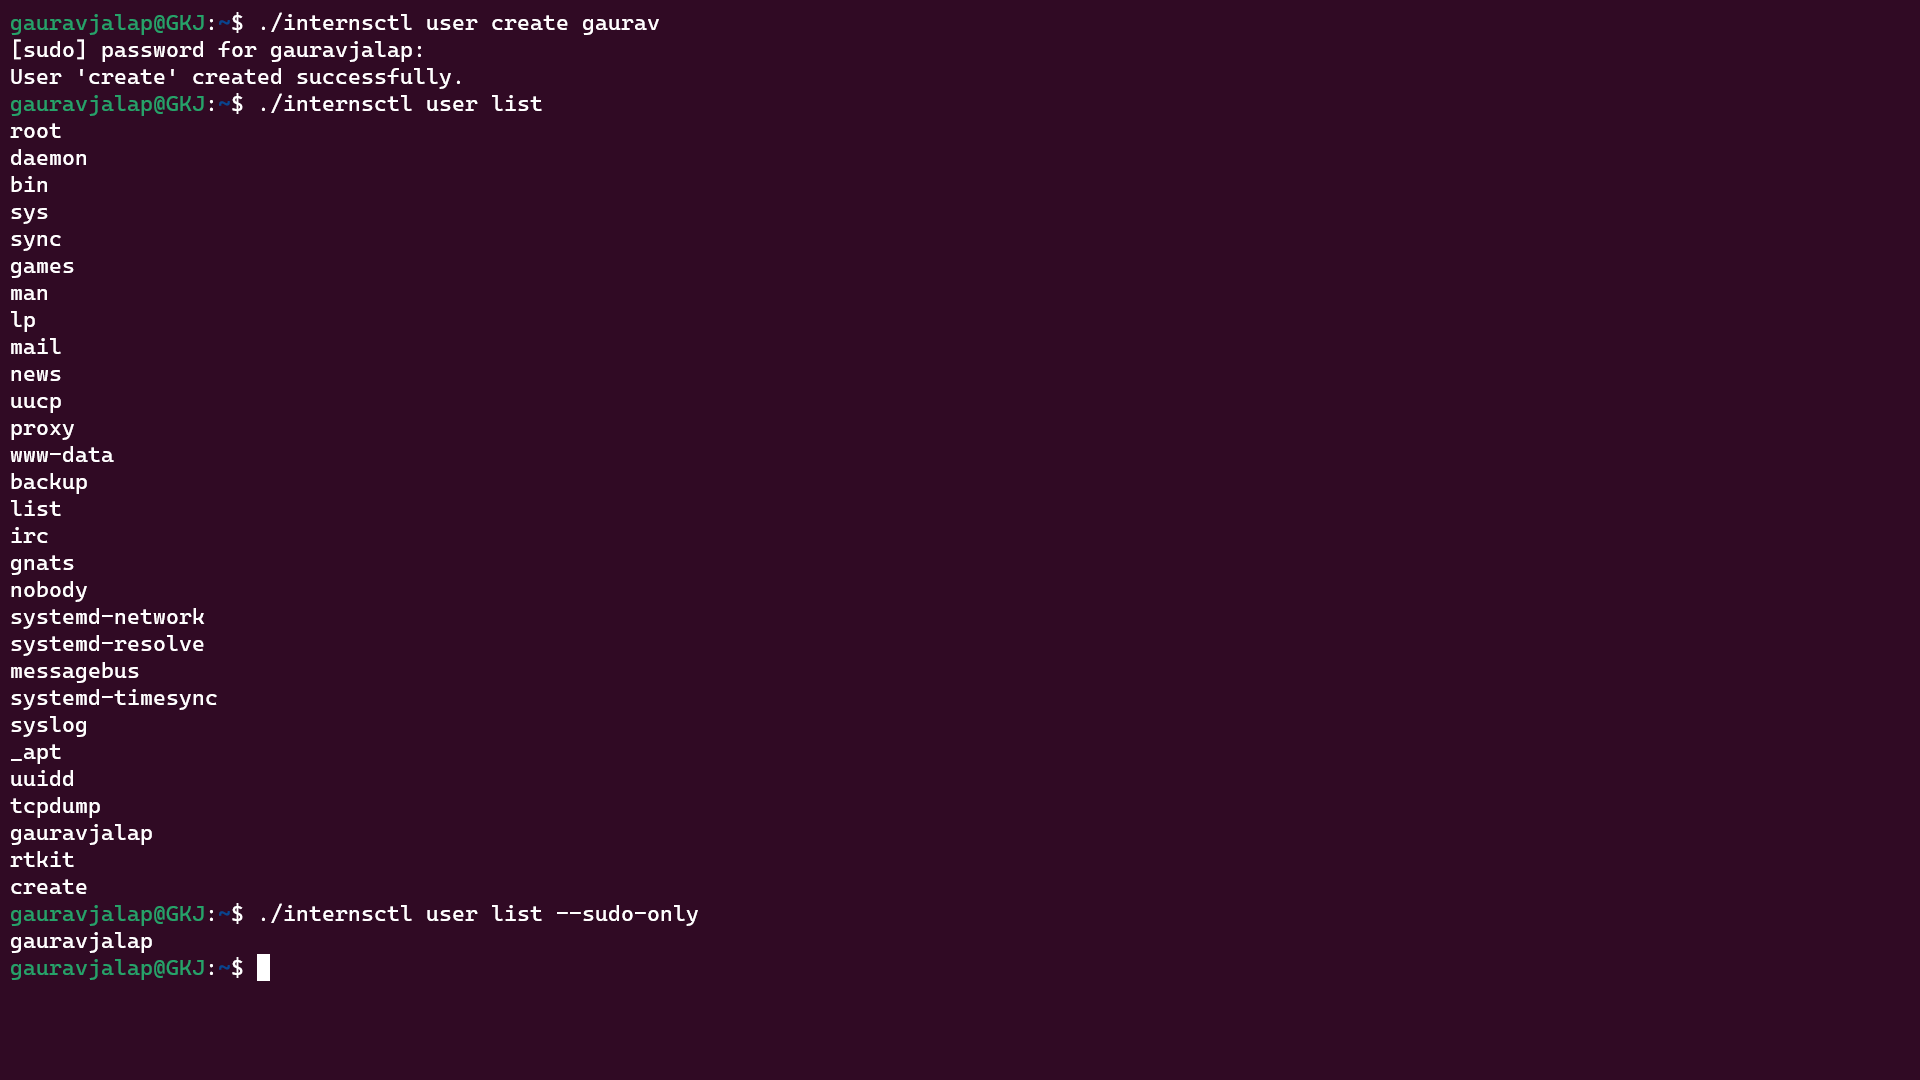 gauravjalap@GKJ:~$ ./internsctl user create gaurav
[sudo] password for gauravjalap:
User 'create' created successfully.
gauravjalap@GKJ:~$ ./internsctl user list
root
daemon
bin
sys
sync
games
man
lp
mail
news
uucp
proxy
www-data
backup
list
irc
gnats
nobody
systemd-network
systemd-resolve
messagebus
systemd-timesync
syslog
_apt
uuidd
tcpdump
gauravjalap
rtkit
create
gauravjalap@GKJ:~$ ./internsctl user list --sudo-only
gauravjalap
gauravjalap@GKJ:~$